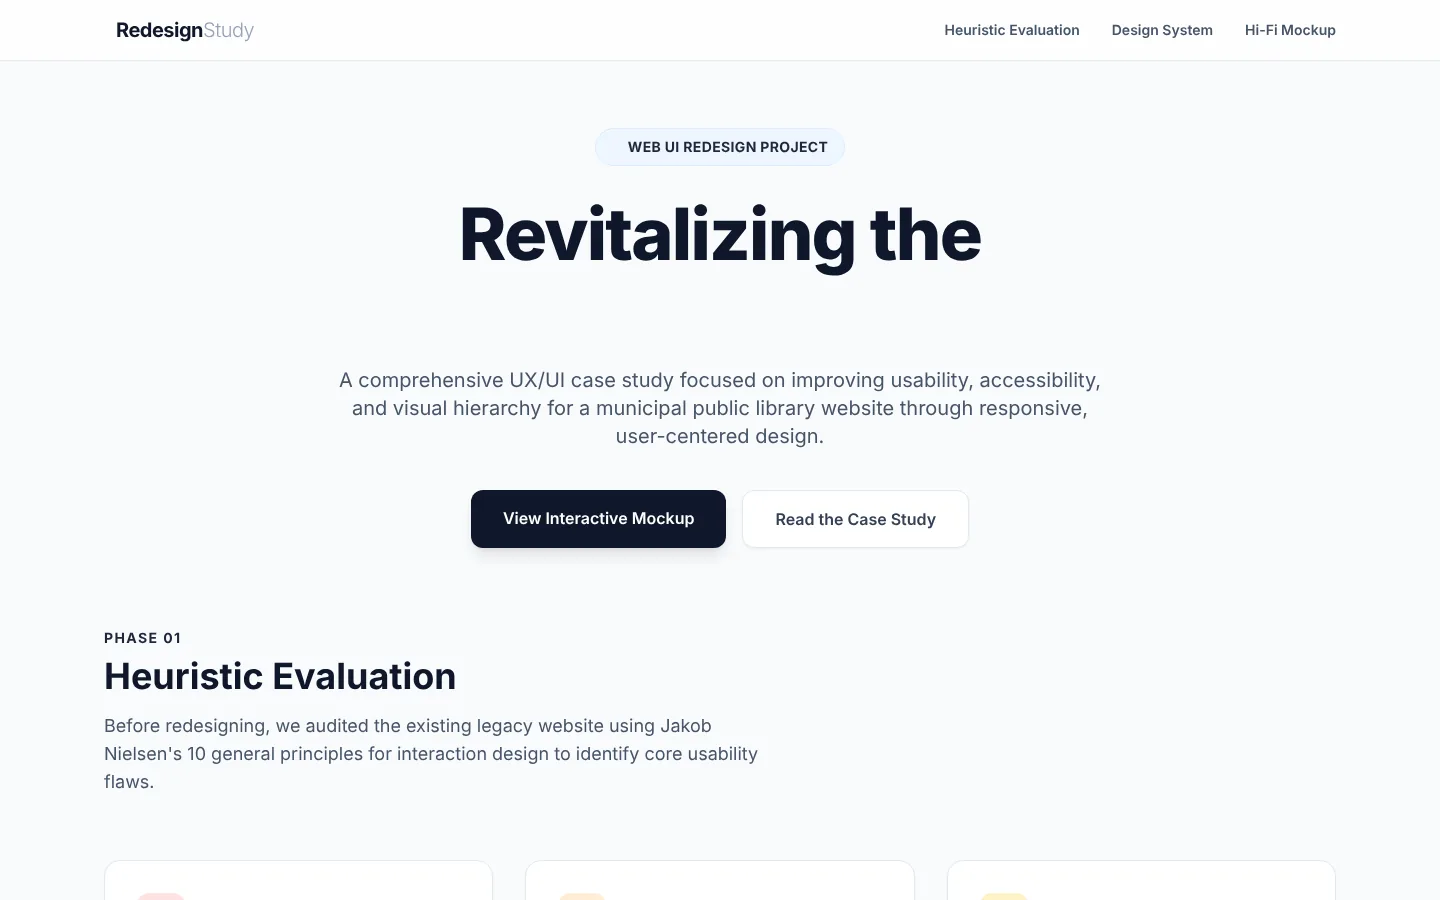 RedesignStudy
Heuristic Evaluation
Design System
Hi-Fi Mockup
WEB UI REDESIGN PROJECT
Revitalizing the
A comprehensive UX/UI case study focused on improving usability, accessibility,
and visual hierarchy for a municipal public library website through responsive,
user-centered design.
View Interactive Mockup
Read the Case Study
PHASE 01
Heuristic Evaluation
Before redesigning, we audited the existing legacy website using Jakob
Nielsen's 10 general principles for interaction design to identify core usability
flaws.